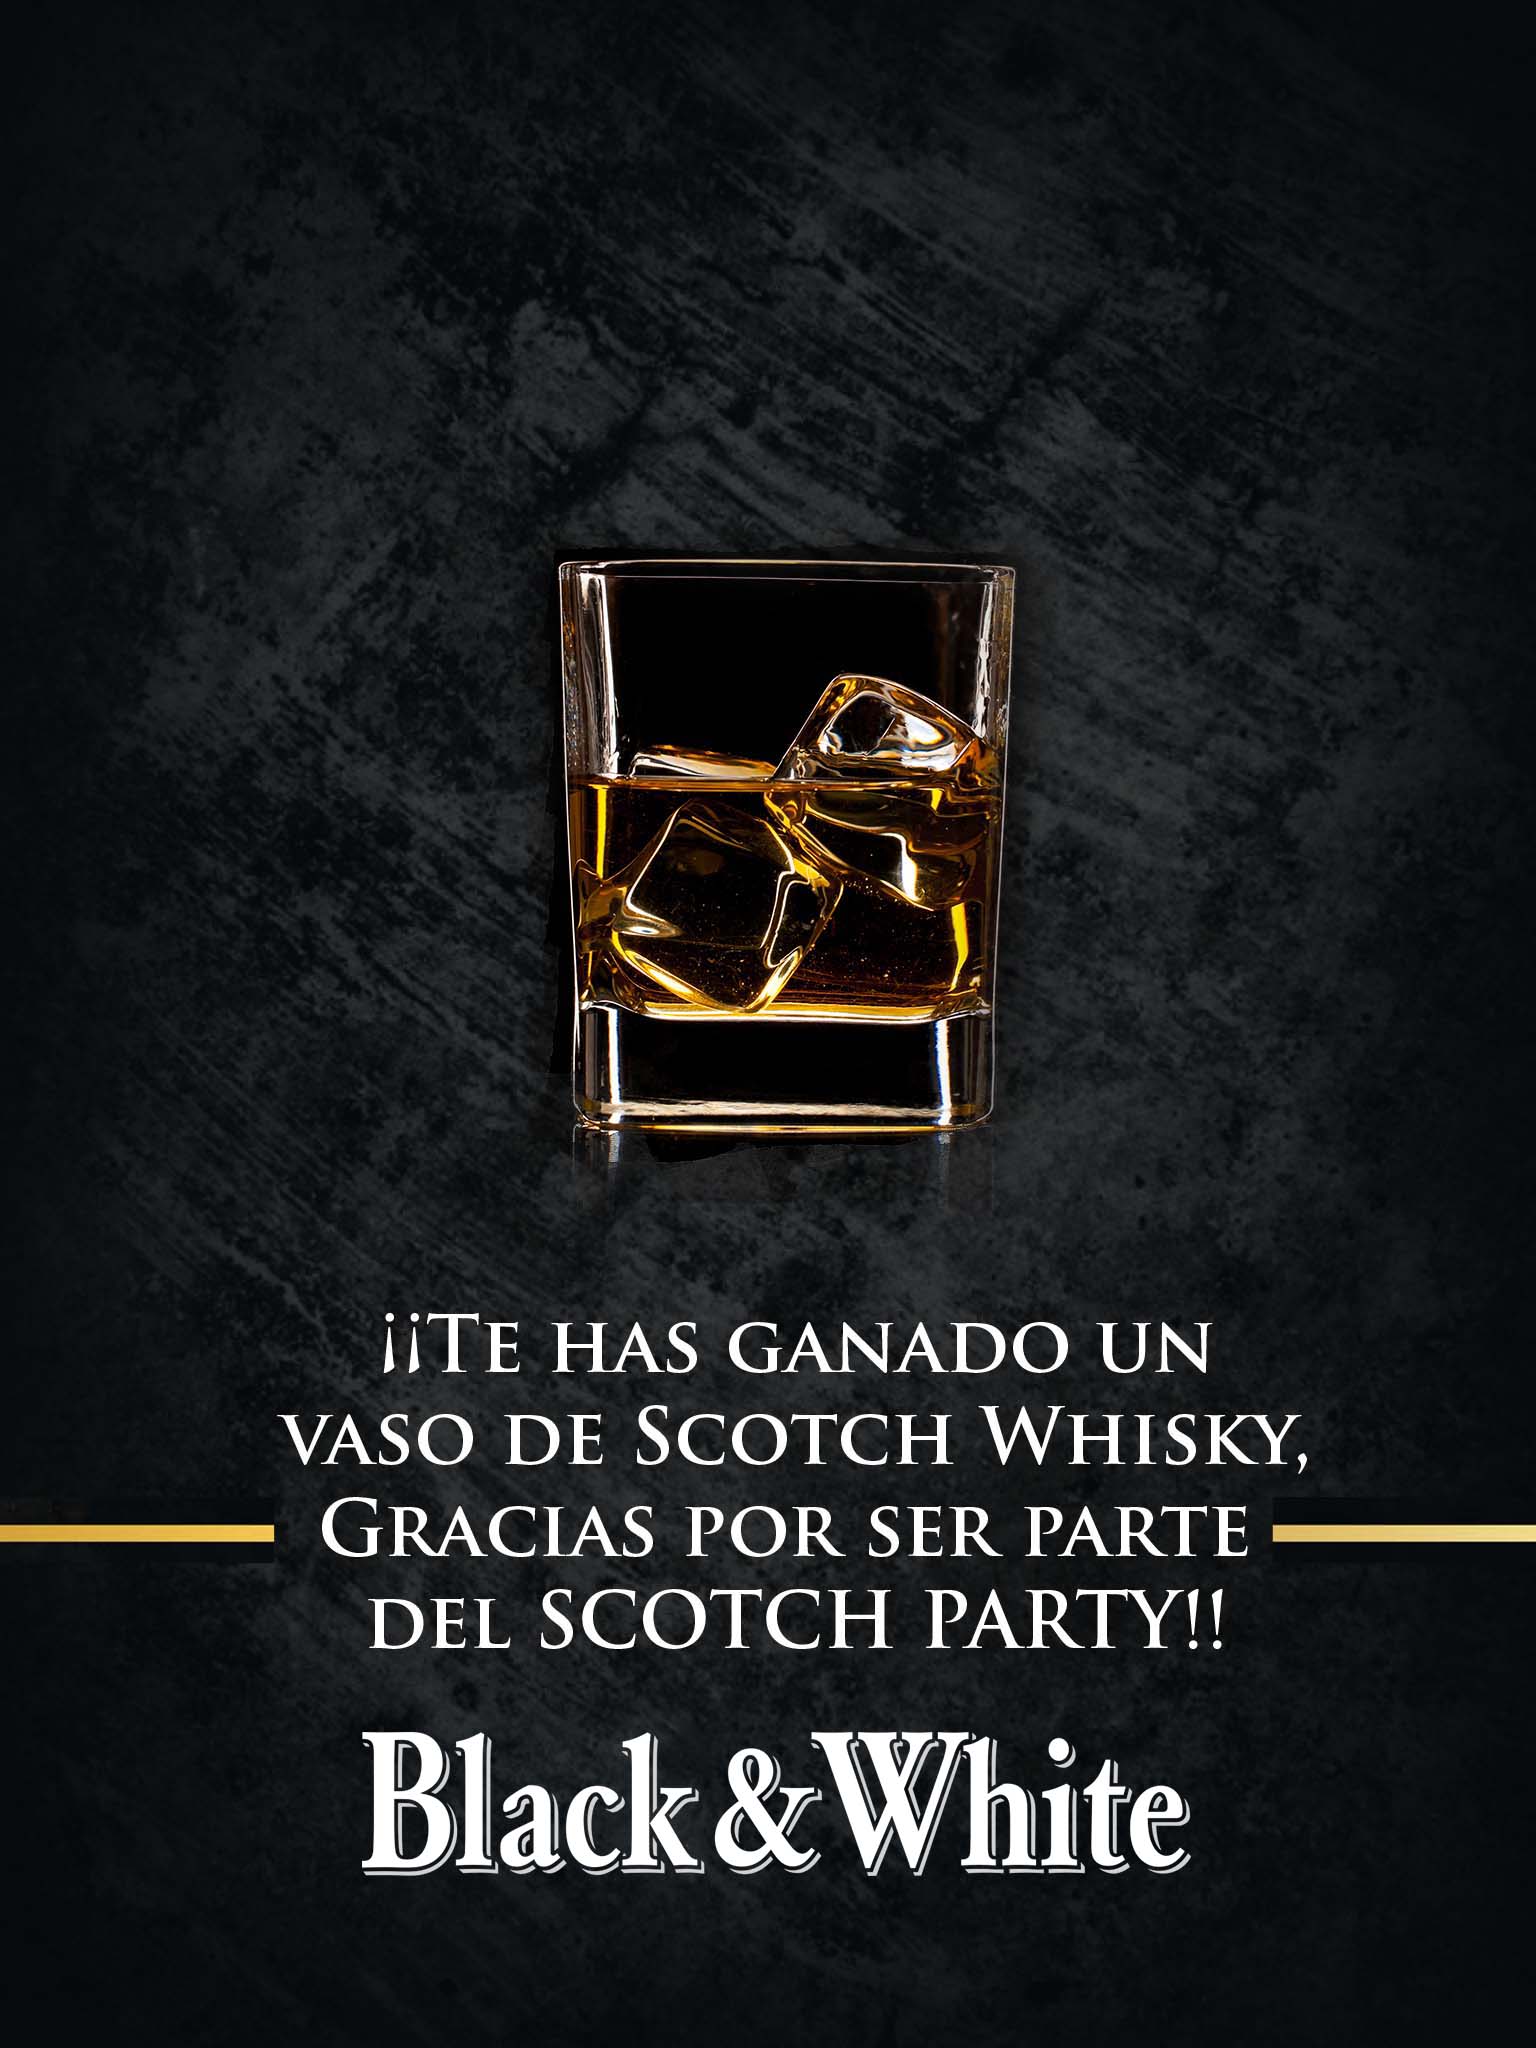 ¡¡Te has ganado un
vaso de Scotch Whisky,
Gracias por ser parte
del SCOTCH PARTY!!
Black&White